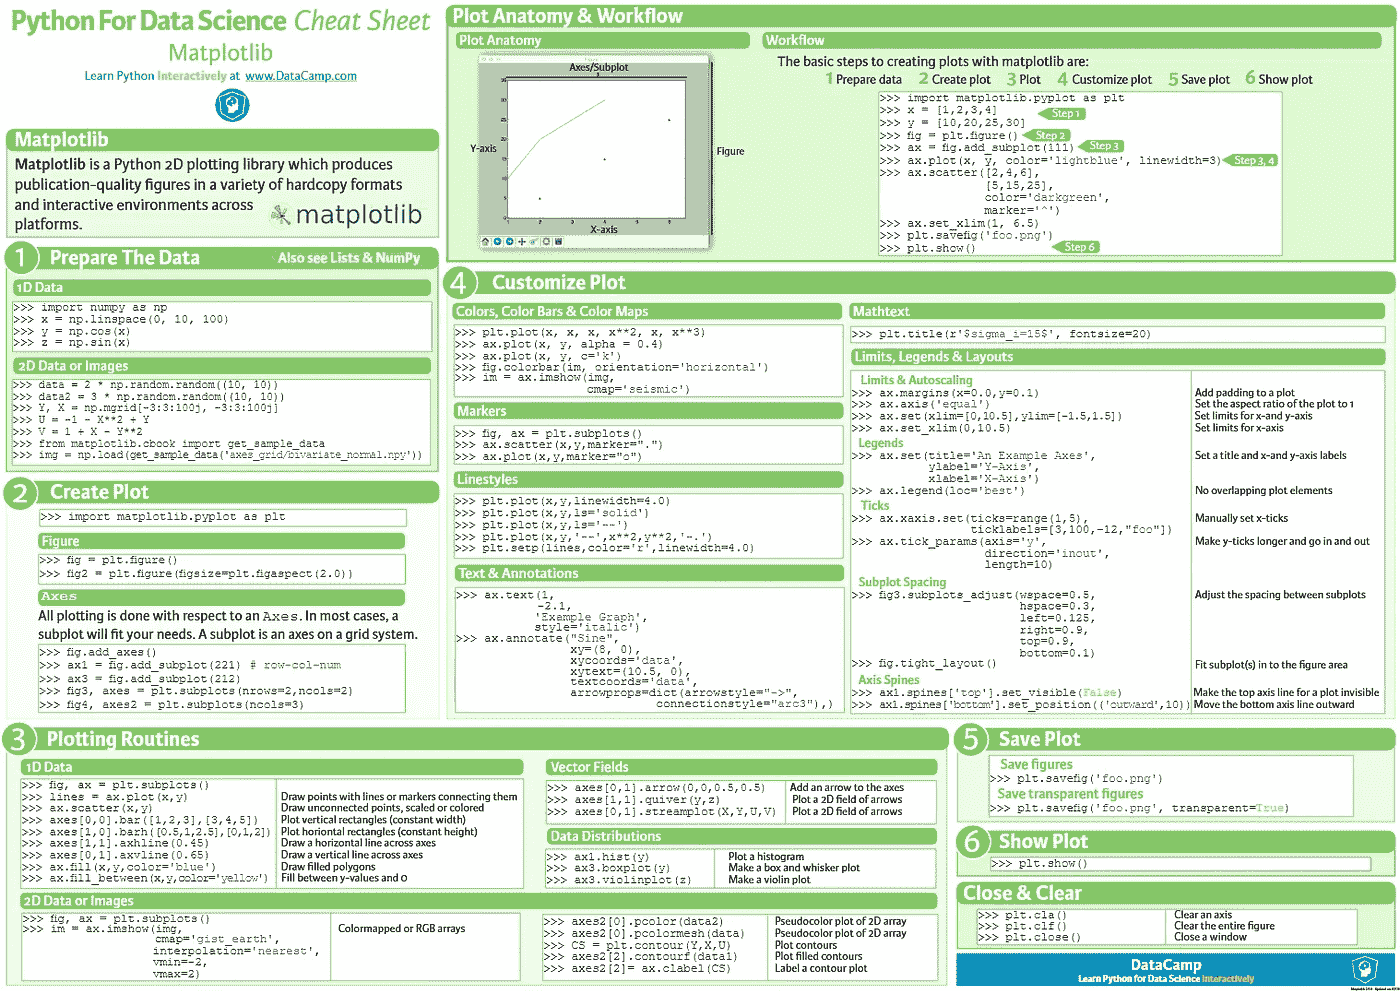 Python For Data Science Cheat Sheet
Matplotlib
Learn Python Interactively at www.DataCamp.com
Matplotlib
Matplotlib is a Python 2D plotting library which produces
publication-quality figures in a variety of hardcopy formats
and interactive environments across
platforms.
matplotlib
1 Prepare The Data Also see Lists & NumPy
1D Data
>>> import numpy as np
>>> x = np.linspace(0, 10, 100)
>>> y = np.cos(x)
>>> z = np.sin(x)
2D Data or Images
>>> data = 2 * np.random.random((10, 10))
>>> data2 = 3 * np.random.random((10, 10))
>>> Y, X = np.mgrid[-3:3:100j, -3:3:100j]
>>> U = -1 - X**2 + Y
>>> V = 1 + X - Y**2
>>> from matplotlib.cbook import get_sample_data
>>> img = np.load(get_sample_data('axes_grid/bivariate_normal.npy'))
2 Create Plot
>>> import matplotlib.pyplot as plt
Figure
>>> fig = plt.figure()
>>> fig2 = plt.figure(figsize=plt.figaspect(2.0))
Axes
All plotting is done with respect to an Axes. In most cases, a
subplot will fit your needs. A subplot is an axes on a grid system.
>>> fig.add_axes()
>>> ax1 = fig.add_subplot(221) # row-col-num
>>> ax3 = fig.add_subplot(212)
>>> fig3, axes = plt.subplots(nrows=2,ncols=2)
>>> fig4, axes2 = plt.subplots(ncols=3)
Plot Anatomy & Workflow
Plot Anatomy
Axes/Subplot
Y-axis
Figure
X-axis
Workflow
The basic steps to creating plots with matplotlib are:
1 Prepare data 2 Create plot 3 Plot 4 Customize plot 5 Save plot 6 Show plot
>>> import matplotlib.pyplot as plt
>>> x = [1,2,3,4]
>>> y = [10,20,25,30] Step 1
>>> fig = plt.figure() Step 2
>>> ax = fig.add_subplot(111) Step 3
>>> ax.plot(x, y, color='lightblue', linewidth=3) Step 3, 4
>>> ax.scatter([2,4,6],
[5,15,25],
color='darkgreen',
marker='^')
>>> ax.set_xlim(1, 6.5)
>>> plt.savefig('foo.png')
>>> plt.show() Step 6
4 Customize Plot
Colors, Color Bars & Color Maps
>>> plt.plot(x, x, x, x**2, x, x**3)
>>> ax.plot(x, y, alpha = 0.4)
>>> ax.plot(x, y, c='k')
>>> fig.colorbar(im, orientation='horizontal')
>>> im = ax.imshow(img,
cmap='seismic')
Markers
>>> fig, ax = plt.subplots()
>>> ax.scatter(x,y,marker=".")
>>> ax.plot(x,y,marker="o")
Linestyles
>>> plt.plot(x,y,linewidth=4.0)
>>> plt.plot(x,y,ls='solid')
>>> plt.plot(x,y,ls='--')
>>> plt.plot(x,y,'--',x**2,y**2,'-.')
>>> plt.setp(lines,color='r',linewidth=4.0)
Text & Annotations
>>> ax.text(1,
-2.1,
'Example Graph',
style='italic')
>>> ax.annotate("Sine",
xy=(8, 0),
xycoords='data',
xytext=(10.5, 0),
textcoords='data',
arrowprops=dict(arrowstyle="->",
connectionstyle="arc3"),)
Mathtext
>>> plt.title(r'$sigma_i=15$', fontsize=20)
Limits, Legends & Layouts
Limits & Autoscaling
>>> ax.margins(x=0.0,y=0.1) Add padding to a plot
>>> ax.axis('equal') Set the aspect ratio of the plot to 1
>>> ax.set(xlim=[0,10.5],ylim=[-1.5,1.5]) Set limits for x-and y-axis
>>> ax.set_xlim(0,10.5) Set limits for x-axis
Legends
>>> ax.set(title='An Example Axes', Set a title and x-and y-axis labels
ylabel='Y-Axis',
xlabel='X-Axis')
>>> ax.legend(loc='best') No overlapping plot elements
Ticks
>>> ax.xaxis.set(ticks=range(1,5), Manually set x-ticks
ticklabels=[3,100,-12,"foo"])
>>> ax.tick_params(axis='y', Make y-ticks longer and go in and out
direction='inout',
length=10)
Subplot Spacing
>>> fig3.subplots_adjust(wspace=0.5, Adjust the spacing between subplots
hspace=0.3,
left=0.125,
right=0.9,
top=0.9,
bottom=0.1)
>>> fig.tight_layout() Fit subplot(s) in to the figure area
Axis Spines
>>> ax1.spines['top'].set_visible(False) Make the top axis line for a plot invisible
>>> ax1.spines['bottom'].set_position(('outward',10)) Move the bottom axis line outward
3 Plotting Routines
1D Data
>>> fig, ax = plt.subplots()
>>> lines = ax.plot(x,y) Draw points with lines or markers connecting them
>>> ax.scatter(x,y) Draw unconnected points, scaled or colored
>>> axes[0,0].bar([1,2,3],[3,4,5]) Plot vertical rectangles (constant width)
>>> axes[1,0].barh([0.5,1,2.5],[0,1,2]) Plot horiontal rectangles (constant height)
>>> axes[1,1].axhline(0.45) Draw a horizontal line across axes
>>> axes[0,1].axvline(0.65) Draw a vertical line across axes
>>> ax.fill(x,y,color='blue') Draw filled polygons
>>> ax.fill_between(x,y,color='yellow') Fill between y-values and 0
2D Data or Images
>>> fig, ax = plt.subplots()
>>> im = ax.imshow(img, Colormapped or RGB arrays
cmap='gist_earth',
interpolation='nearest',
vmin=-2,
vmax=2)
Vector Fields
>>> axes[0,1].arrow(0,0,0.5,0.5) Add an arrow to the axes
>>> axes[1,1].quiver(y,z) Plot a 2D field of arrows
>>> axes[0,1].streamplot(X,Y,U,V) Plot a 2D field of arrows
Data Distributions
>>> ax1.hist(y) Plot a histogram
>>> ax3.boxplot(y) Make a box and whisker plot
>>> ax3.violinplot(z) Make a violin plot
>>> axes2[0].pcolor(data2) Pseudocolor plot of 2D array
>>> axes2[0].pcolormesh(data) Pseudocolor plot of 2D array
>>> CS = plt.contour(Y,X,U) Plot contours
>>> axes2[2].contourf(data1) Plot filled contours
>>> axes2[2]= ax.clabel(CS) Label a contour plot
5 Save Plot
Save figures
>>> plt.savefig('foo.png')
Save transparent figures
>>> plt.savefig('foo.png', transparent=True)
6 Show Plot
>>> plt.show()
Close & Clear
>>> plt.cla() Clear an axis
>>> plt.clf() Clear the entire figure
>>> plt.close() Close a window
DataCamp
Learn Python for Data Science Interactively